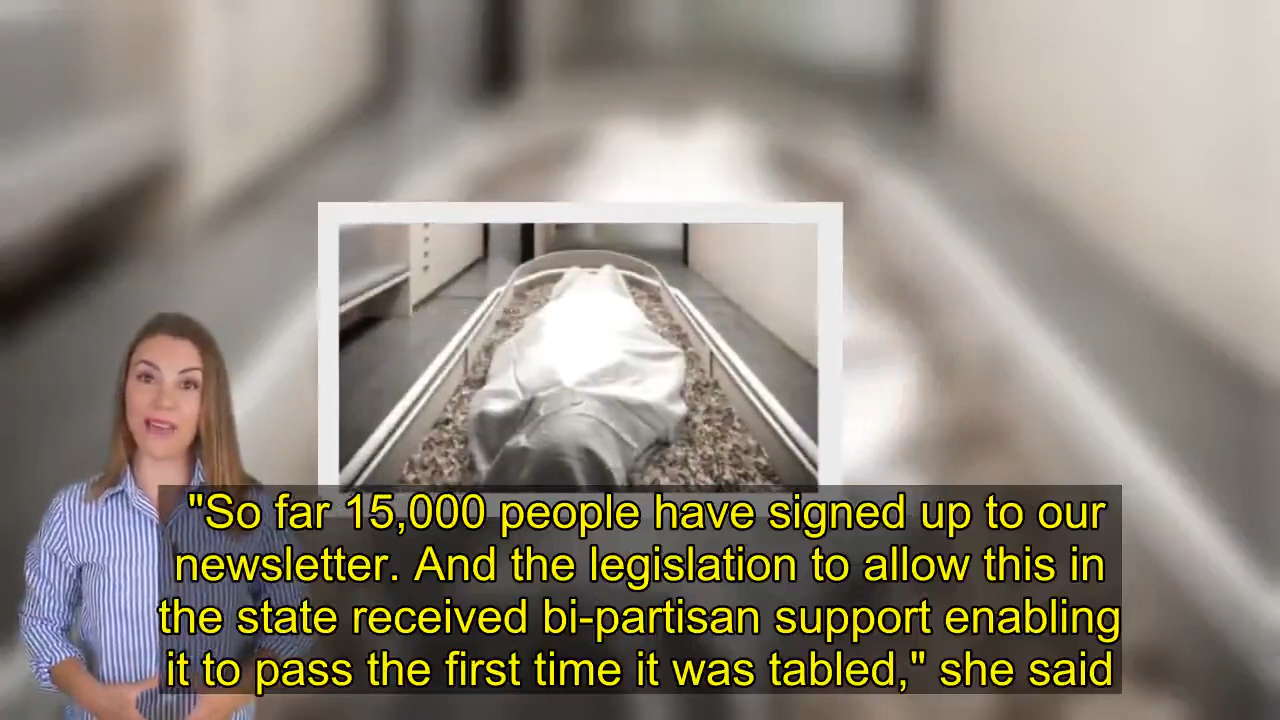 "So far 15,000 people have signed up to our
newsletter. And the legislation to allow this in
the state received bi-partisan support enabling
it to pass the first time it was tabled," she said